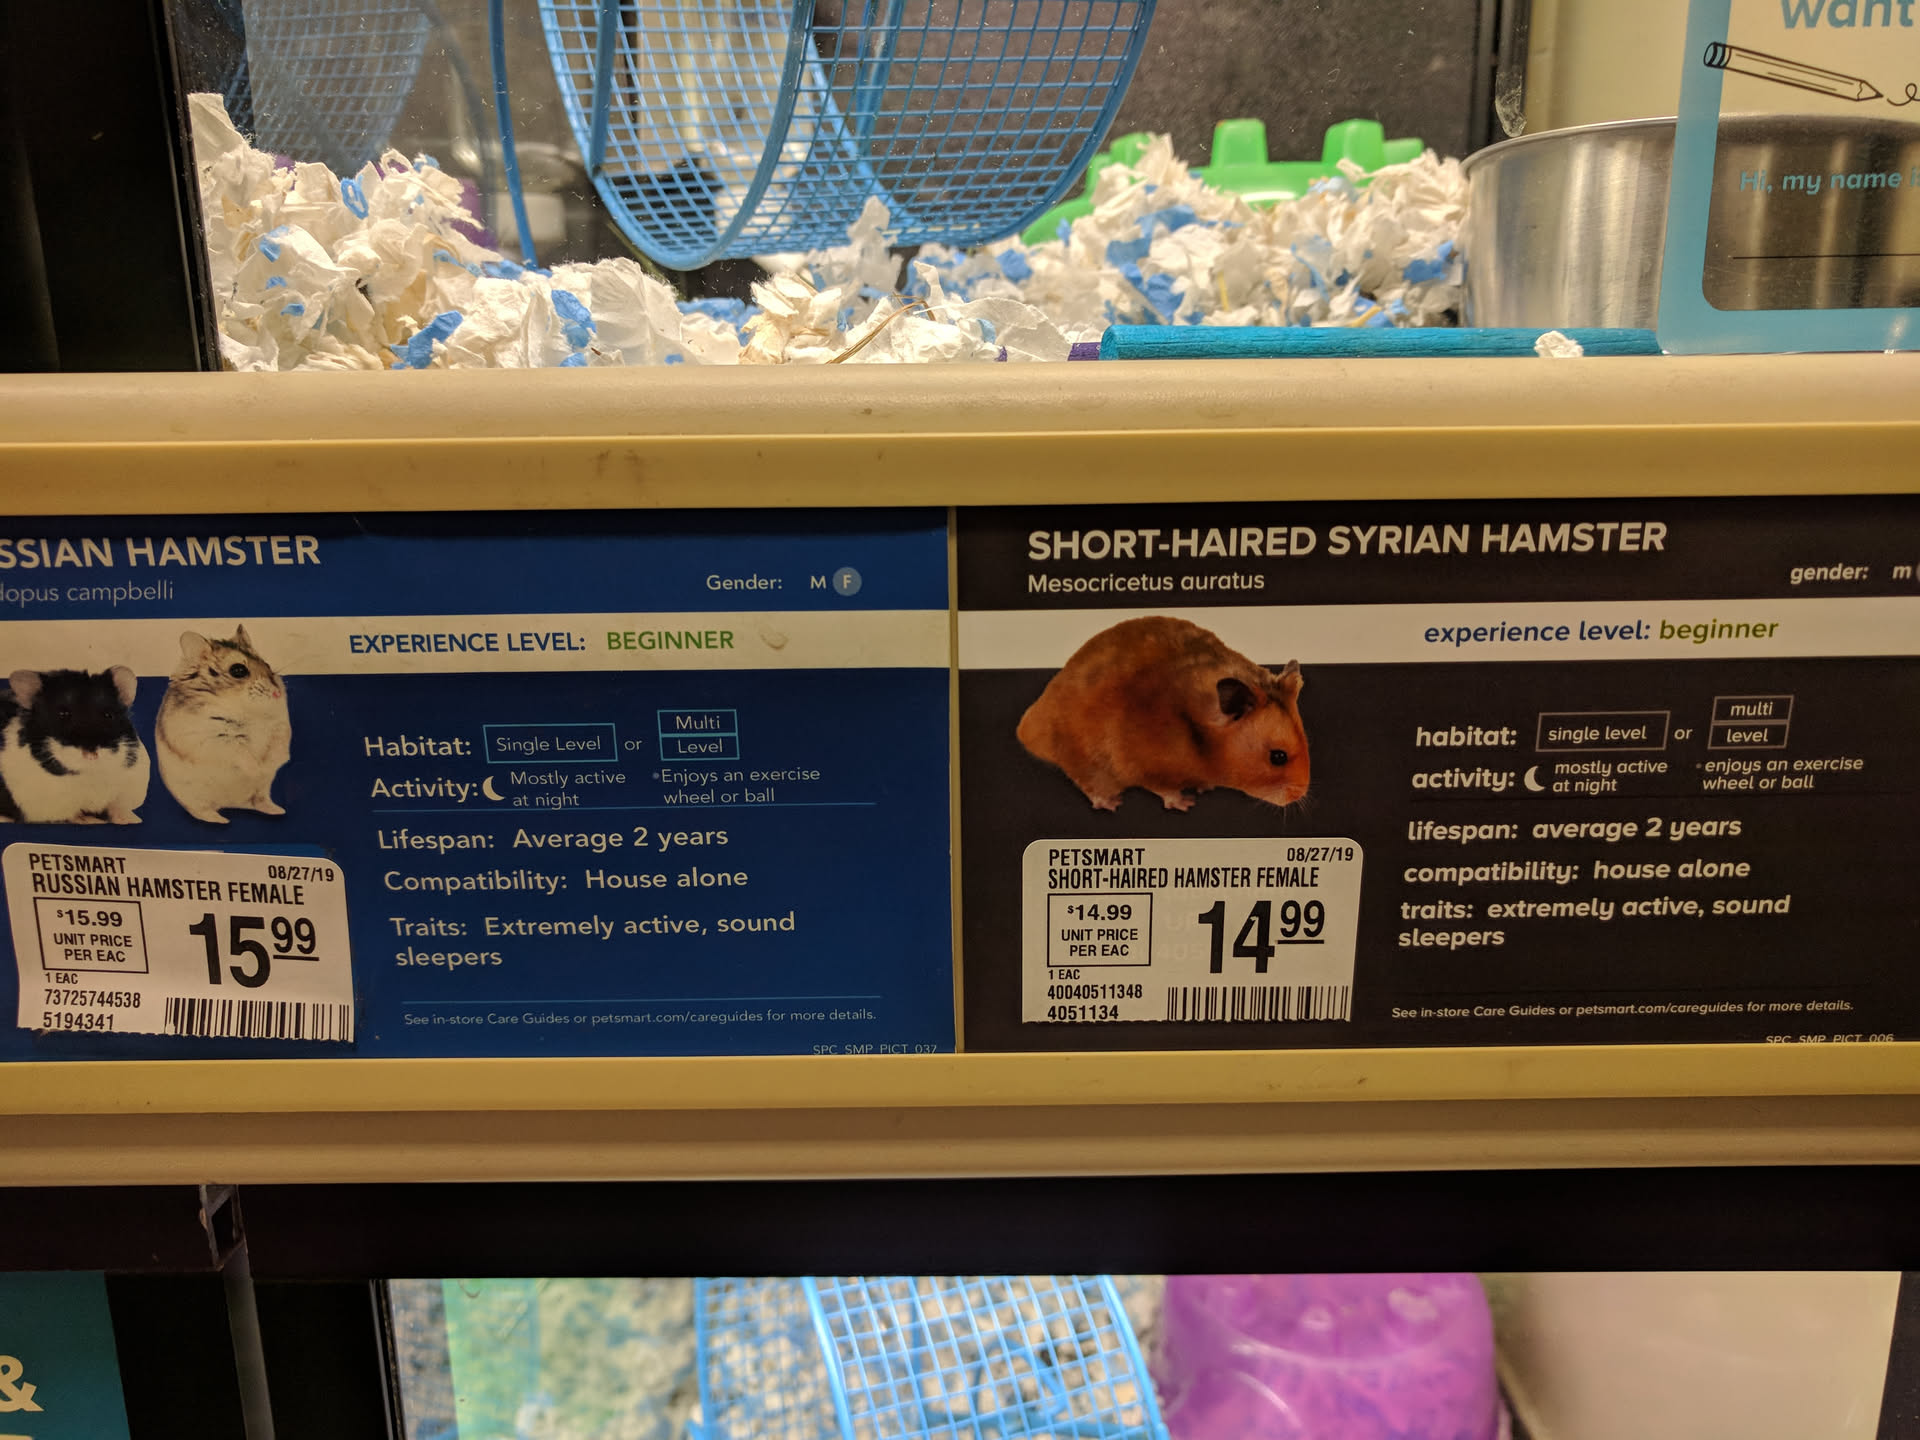 want
Hi, my name
SSIAN HAMSTER
dopus campbelli
Gender: M F
EXPERIENCE LEVEL: BEGINNER
Habitat: Single Level or Multi Level
Activity: Mostly active at night
•Enjoys an exercise wheel or ball
Lifespan: Average 2 years
Compatibility: House alone
Traits: Extremely active, sound
sleepers
See in-store Care Guides or petsmart.com/careguides for more details.
SPC_SMP_PICT_037
PETSMART 08/27/19
RUSSIAN HAMSTER FEMALE
$15.99
UNIT PRICE
PER EAC
1599
1 EAC
73725744538
5194341
SHORT-HAIRED SYRIAN HAMSTER
Mesocricetus auratus
gender: m
experience level: beginner
habitat: single level or multi level
activity: mostly active at night
•enjoys an exercise wheel or ball
lifespan: average 2 years
compatibility: house alone
traits: extremely active, sound
sleepers
See in-store Care Guides or petsmart.com/careguides for more details.
SPC_SMP_PICT_006
PETSMART 08/27/19
SHORT-HAIRED HAMSTER FEMALE
$14.99
UNIT PRICE
PER EAC
1499
1 EAC
40040511348
4051134
&